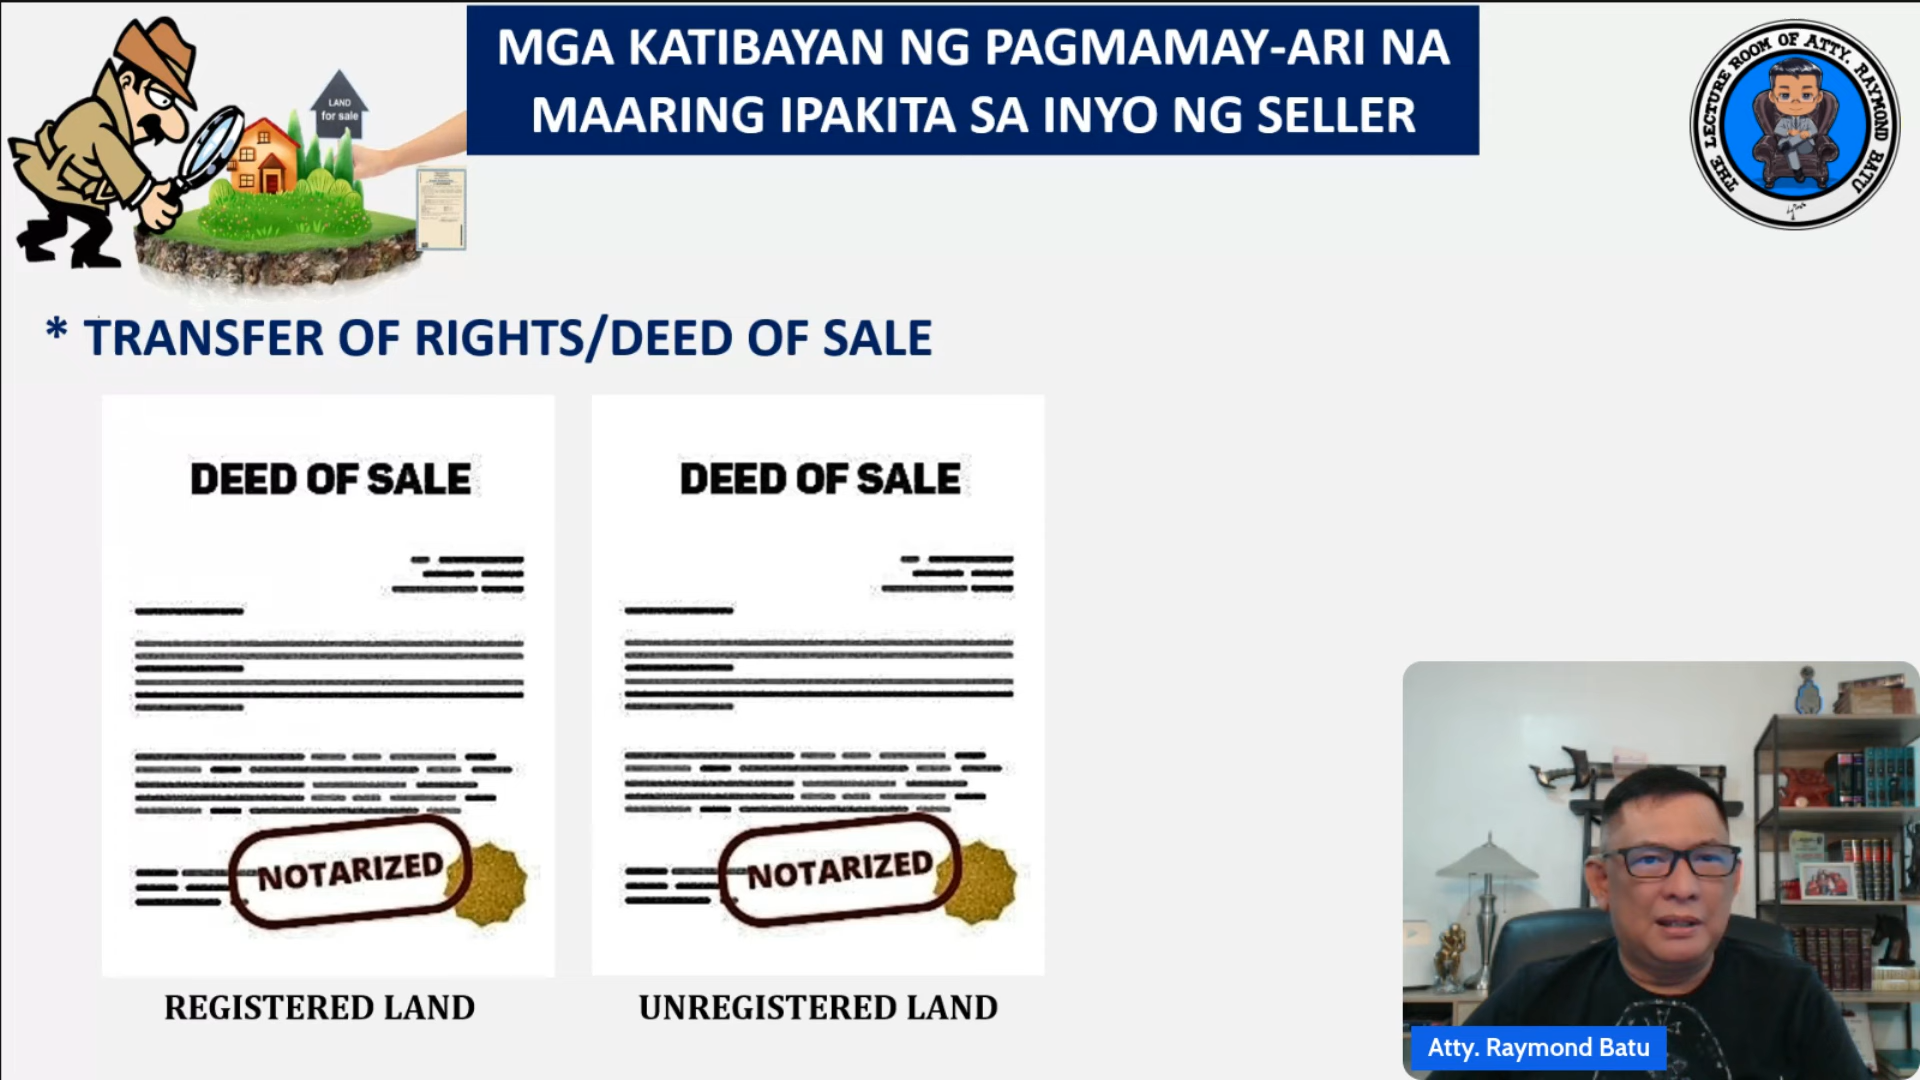 MGA KATIBAYAN NG PAGMAMAY-ARI NA
MAARING IPAKITA SA INYO NG SELLER
LAND
for sale
THE LECTURE ROOM OF ATTY. RAYMOND BATU
* TRANSFER OF RIGHTS/DEED OF SALE
DEED OF SALE
NOTARIZED
REGISTERED LAND
DEED OF SALE
NOTARIZED
UNREGISTERED LAND
Atty. Raymond Batu